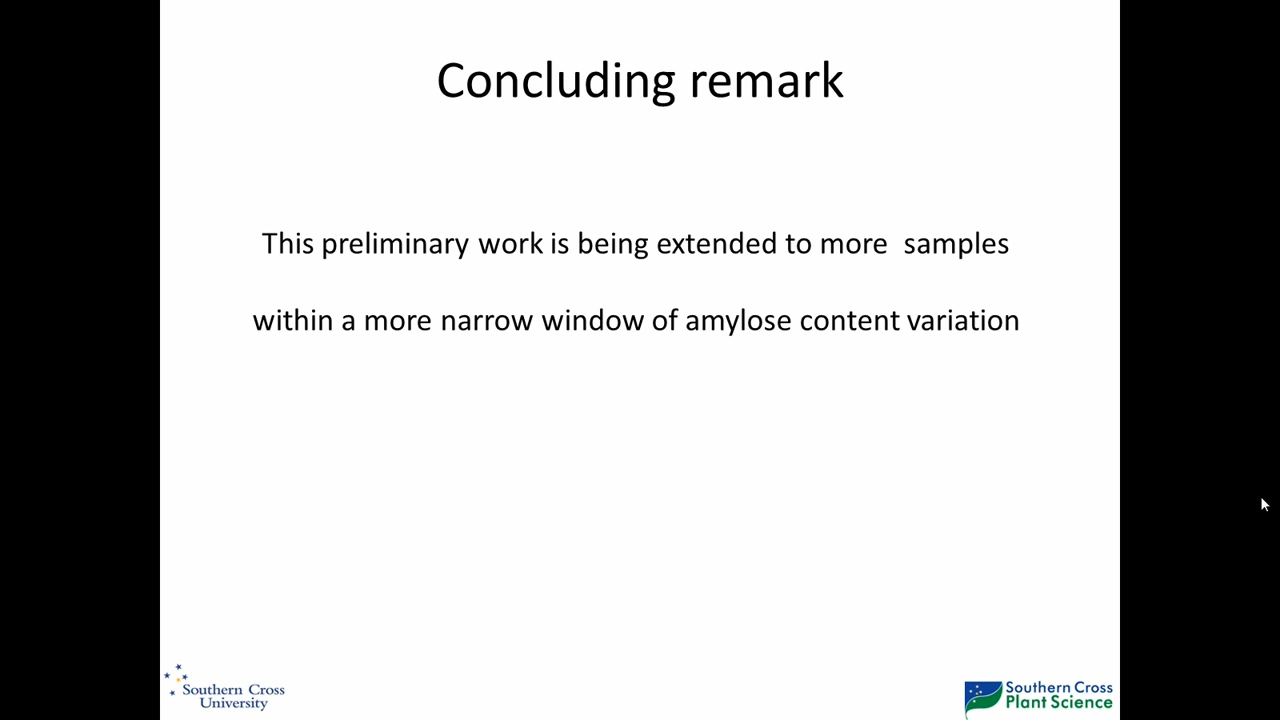 Concluding remark
This preliminary work is being extended to more  samples
within a more narrow window of amylose content variation
Southern Cross
University
Southern Cross
Plant Science